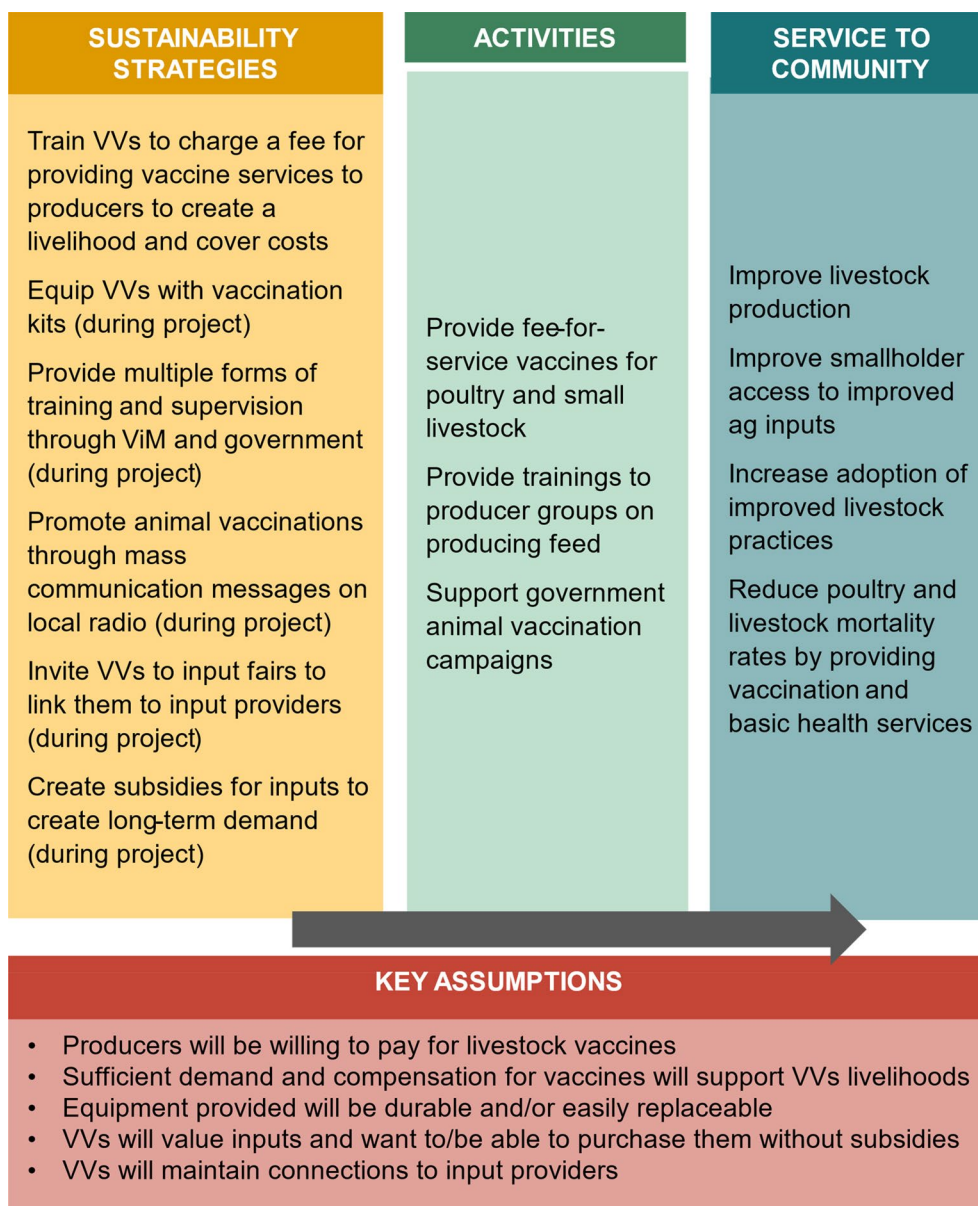 SUSTAINABILITY
STRATEGIES
Train VVs to charge a fee for
providing vaccine services to
producers to create a
livelihood and cover costs
Equip VVs with vaccination
kits (during project)
Provide multiple forms of
training and supervision
through ViM and government
(during project)
Promote animal vaccinations
through mass
communication messages on
local radio (during project)
Invite VVs to input fairs to
link them to input providers
(during project)
Create subsidies for inputs to
create long-term demand
(during project)
ACTIVITIES
Provide fee-for-
service vaccines for
poultry and small
livestock
Provide trainings to
producer groups on
producing feed
Support government
animal vaccination
campaigns
SERVICE TO
COMMUNITY
Improve livestock
production
Improve smallholder
access to improved
ag inputs
Increase adoption of
improved livestock
practices
Reduce poultry and
livestock mortality
rates by providing
vaccination and
basic health services
KEY ASSUMPTIONS
• Producers will be willing to pay for livestock vaccines
• Sufficient demand and compensation for vaccines will support VVs livelihoods
• Equipment provided will be durable and/or easily replaceable
• VVs will value inputs and want to/be able to purchase them without subsidies
• VVs will maintain connections to input providers